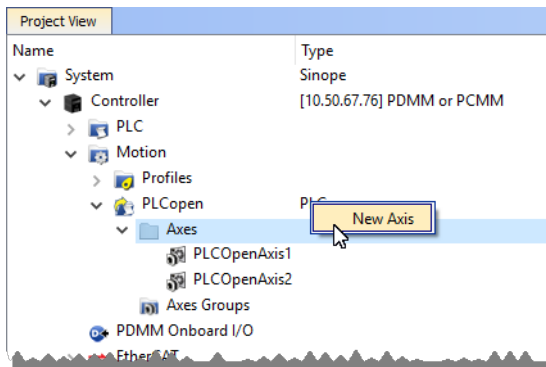 Project View
Name Type
System Sinope
Controller [10.50.67.76] PDMM or PCMM
PLC
Motion
Profiles
PLCopen
New Axis
Axes
PLCOpenAxis1
PLCOpenAxis2
Axes Groups
PDMM Onboard I/O
EtherCAT